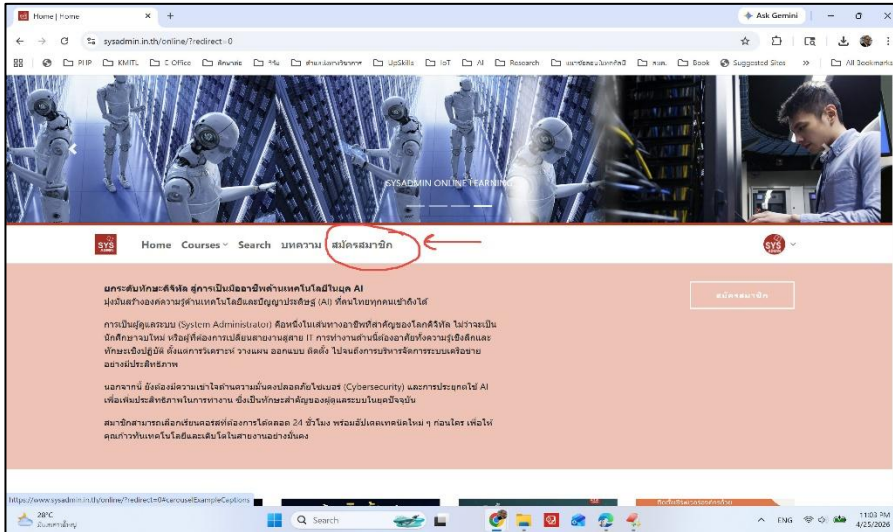 Home | Home
Ask Gemini
sysadmin.in.th/online/?redirect=0
PHP KMITL E Office UpSkills IoT AI Research Book Suggested Sites All Bookmarks
SYSADMIN ONLINE LEARNING
SYS Home Courses Search บทความ สมัครสมาชิก SYS
ยกระดับทักษะดิจิทัล สู่การเป็นมืออาชีพด้านเทคโนโลยีในยุค AI
มุ่งมั่นสร้างองค์ความรู้ด้านเทคโนโลยีและปัญญาประดิษฐ์ (AI) ที่คนไทยทุกคนเข้าถึงได้
สมัครสมาชิก
การเป็นผู้ดูแลระบบ (System Administrator) คือหนึ่งในเส้นทางอาชีพที่สำคัญของโลกดิจิทัล ไม่ว่าจะเป็น
นักศึกษาจบใหม่ หรือผู้ที่ต้องการเปลี่ยนสายงานสู่สาย IT การทำงานด้านนี้ต้องอาศัยทั้งความรู้เชิงลึกและ
ทักษะเชิงปฏิบัติ ตั้งแต่การวิเคราะห์ วางแผน ออกแบบ ติดตั้ง ไปจนถึงการบริหารจัดการระบบเครือข่าย
อย่างมีประสิทธิภาพ
นอกจากนี้ ยังต้องมีความเข้าใจด้านความมั่นคงปลอดภัยไซเบอร์ (Cybersecurity) และการประยุกต์ใช้ AI
เพื่อเพิ่มประสิทธิภาพในการทำงาน ซึ่งเป็นทักษะสำคัญของผู้ดูแลระบบในยุคปัจจุบัน
สมาชิกสามารถเลือกเรียนคอร์สที่ต้องการได้ตลอด 24 ชั่วโมง พร้อมอัปเดตเทคนิคใหม่ ๆ ก่อนใคร เพื่อให้
คุณก้าวทันเทคโนโลยีและเติบโตในสายงานอย่างมั่นคง
https://www.sysadmin.in.th/online/?redirect=0#carouselExampleCaptions
28°C
Search
ENG
11:03 PM
4/25/2026